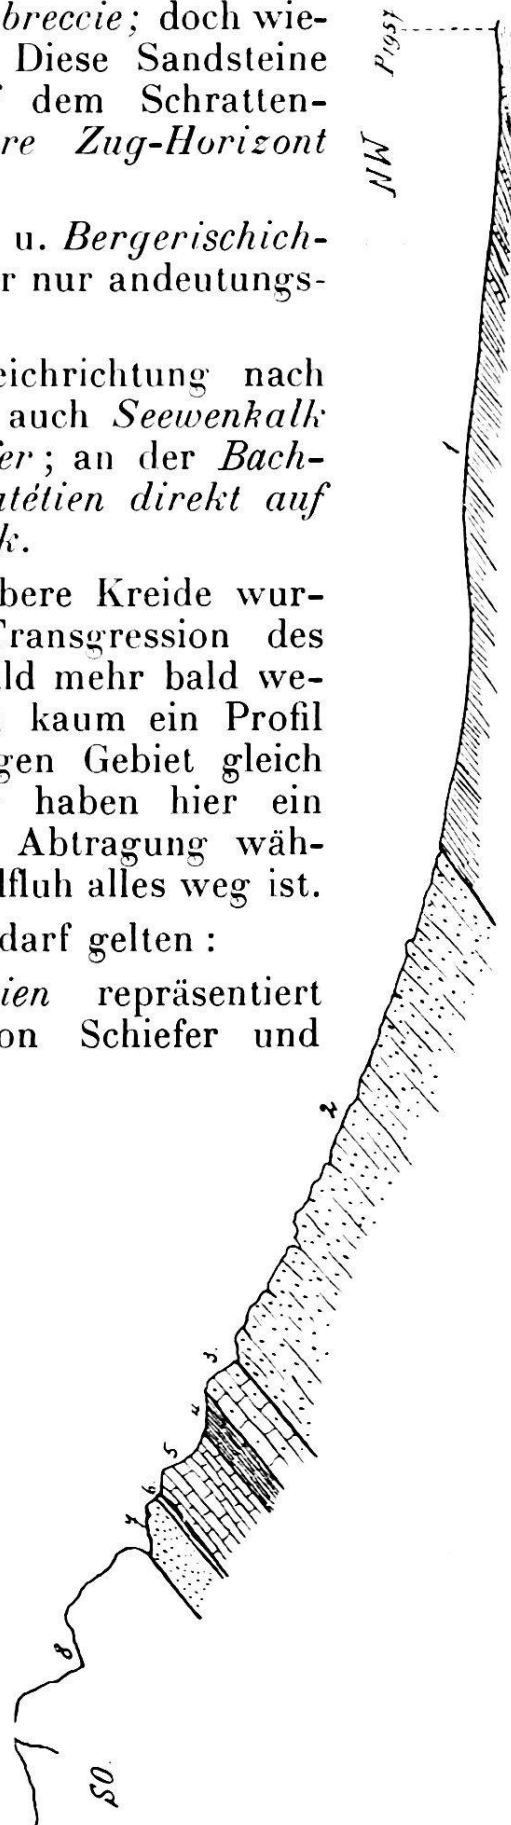 breccie; doch wie-
Diese Sandsteine
dem Schratten-
re Zug-Horizont
u. Bergerischich-
r nur andeutungs-
eichrichtung nach
auch Seewenkalk
er; an der Bach-
atétien direkt auf
k.
bere Kreide wur-
Transgression des
ld mehr bald we-
kaum ein Profil
gen Gebiet gleich
haben hier ein
Abtragung wäh-
lfluh alles weg ist.
darf gelten :
ien repräsentiert
on Schiefer und
P1957
NW
1
2
3.
4
5
6.
7
8
SO.